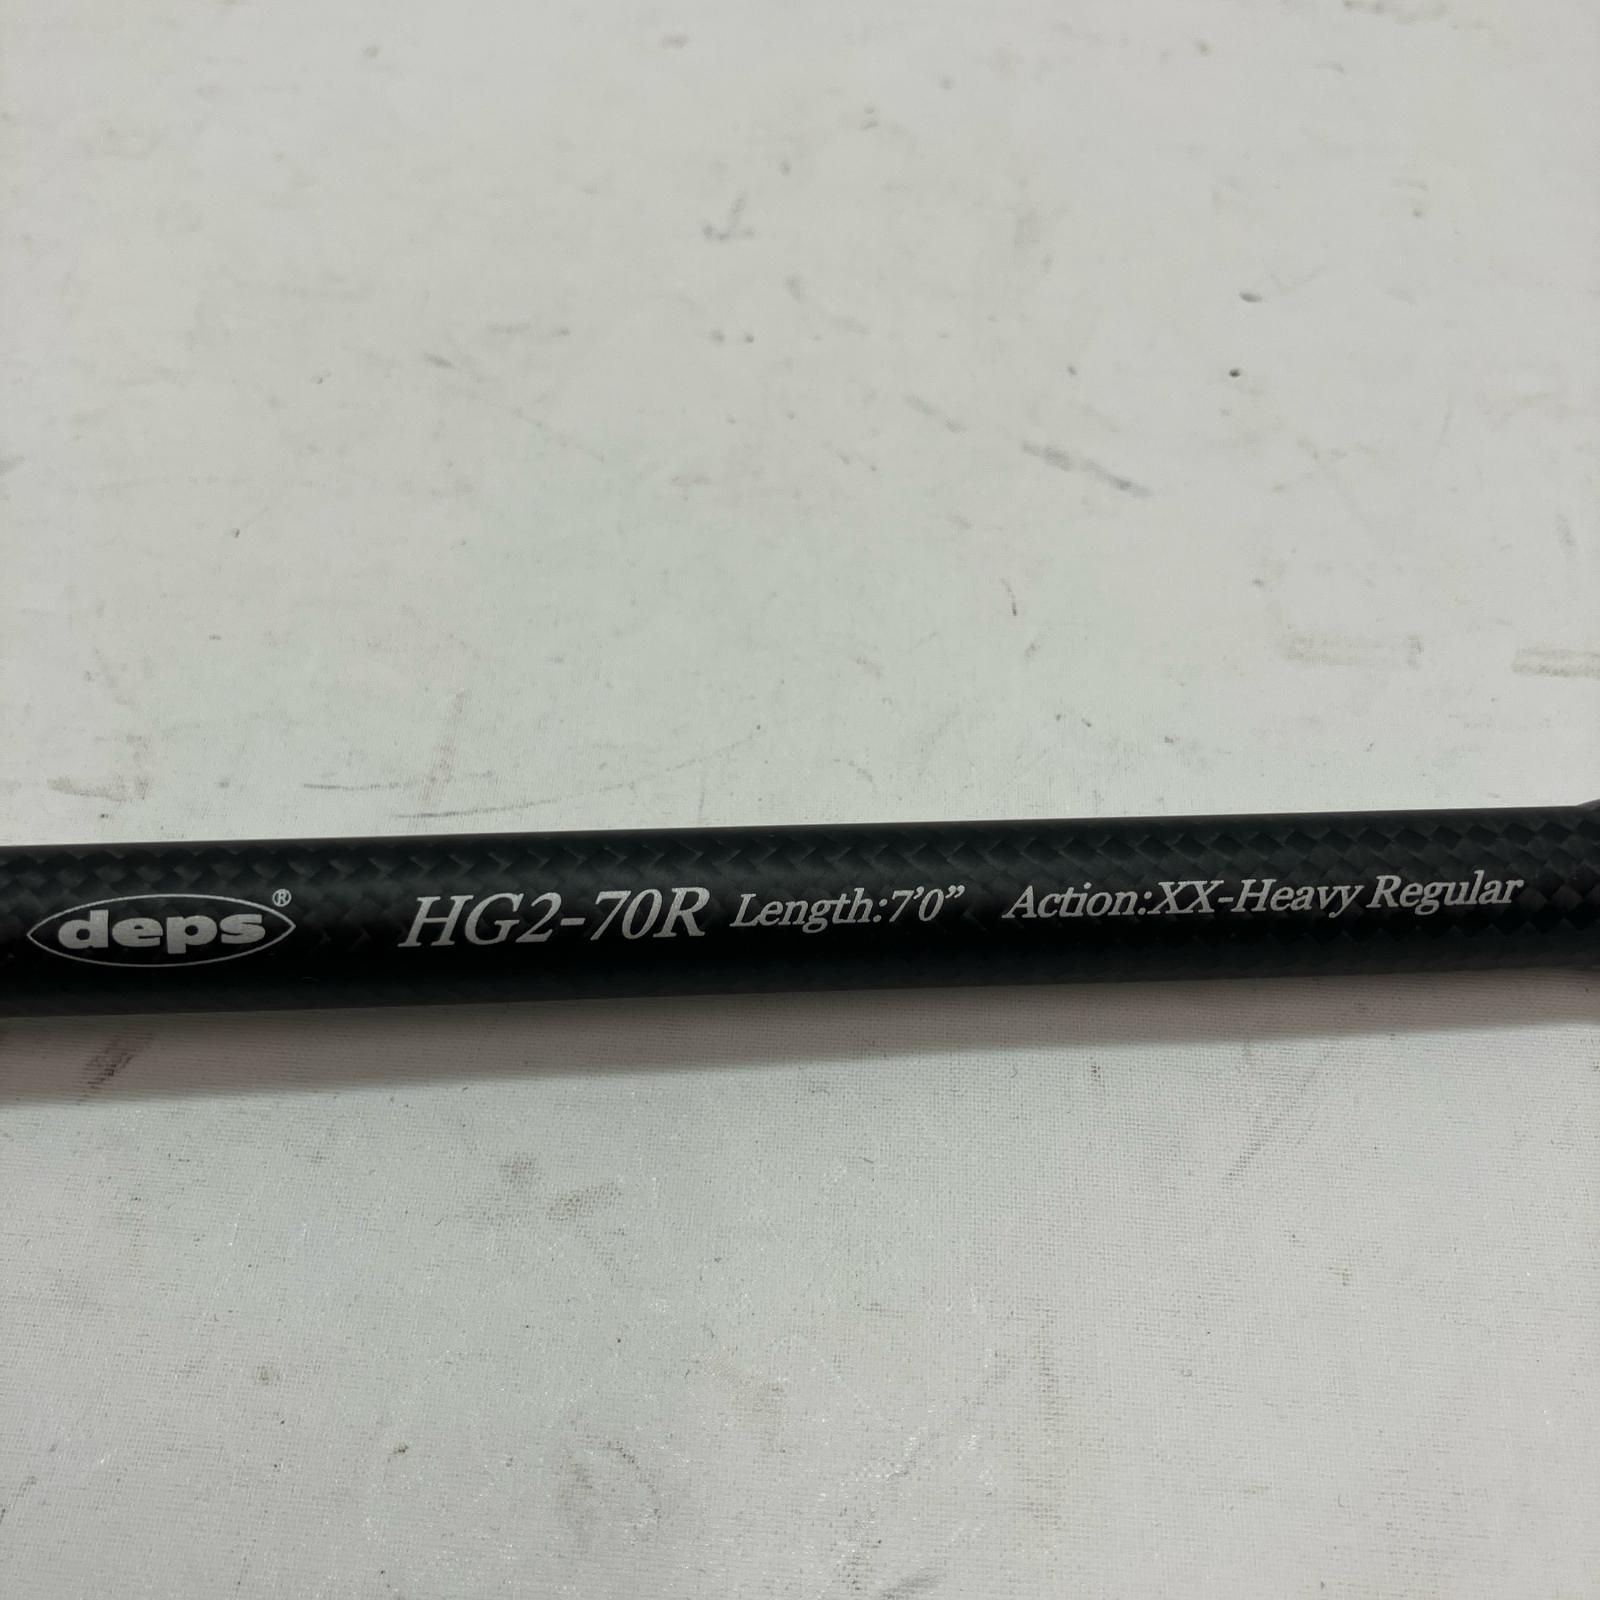 deps® HG2-70R Length:7'0” Action:XX-Heavy Regular